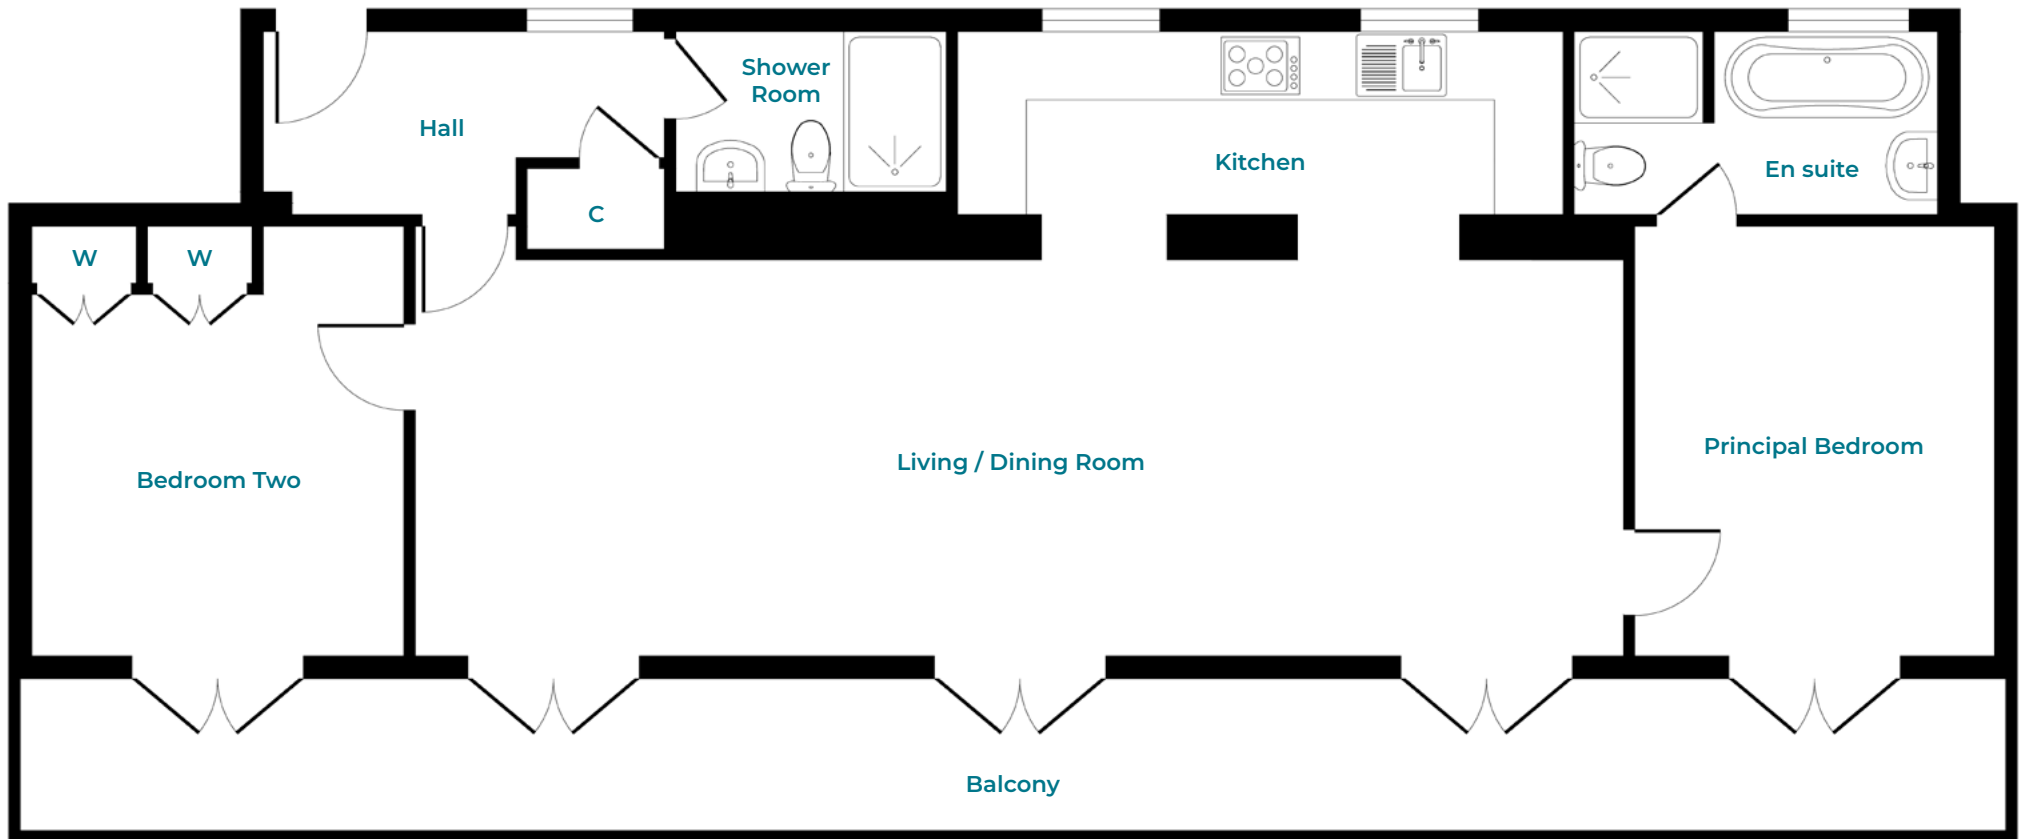 Shower
Room
Hall
Kitchen
En suite
C
W
W
Bedroom Two
Living / Dining Room
Principal Bedroom
Balcony